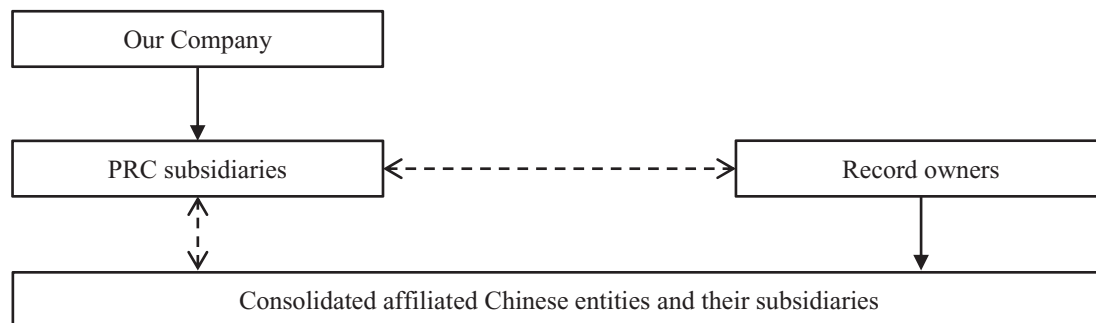 Our Company
PRC subsidiaries
Record owners
Consolidated affiliated Chinese entities and their subsidiaries